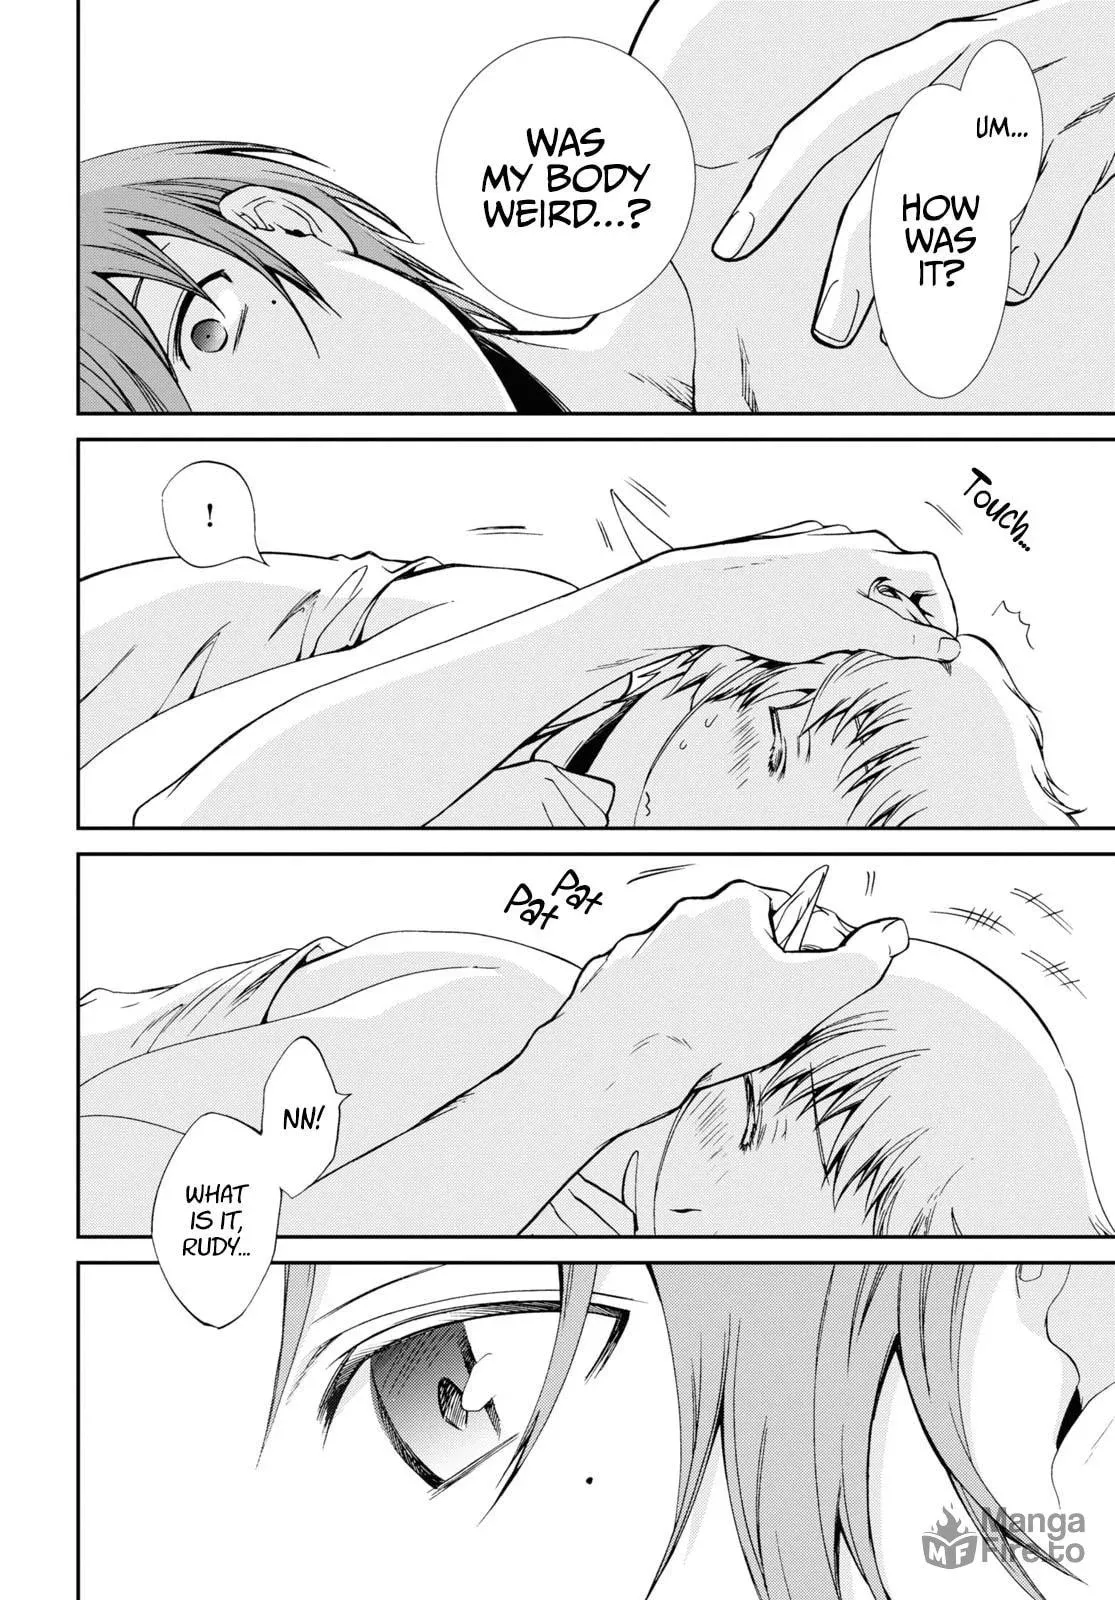 UM...
HOW
WAS
IT?
WAS
MY BODY
WEIRD...?
Touch...
!
Pat
Pat
NN!
WHAT
IS IT,
RUDY...
MF
Manga
Fire.to